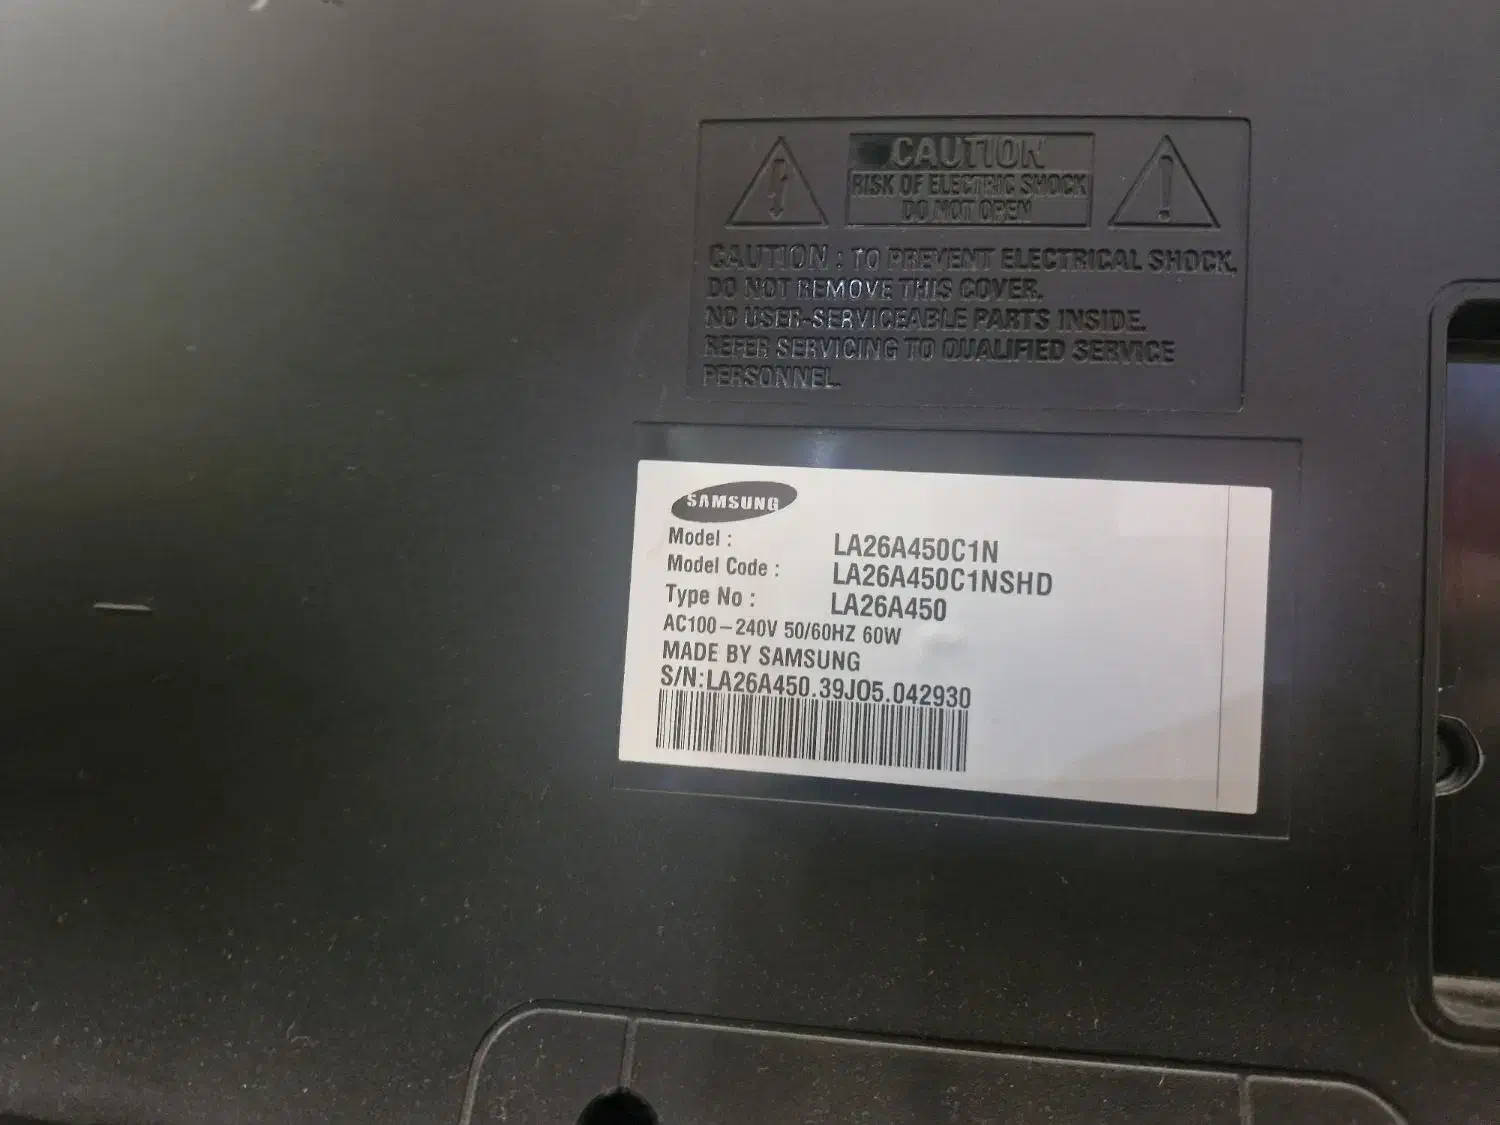 CAUTION
RISK OF ELECTRIC SHOCK
DO NOT OPEN
CAUTION : TO PREVENT ELECTRICAL SHOCK,
DO NOT REMOVE THIS COVER.
NO USER-SERVICEABLE PARTS INSIDE.
REFER SERVICING TO QUALIFIED SERVICE
PERSONNEL.
SAMSUNG
Model : LA26A450C1N
Model Code : LA26A450C1NSHD
Type No : LA26A450
AC100-240V 50/60HZ 60W
MADE BY SAMSUNG
S/N:LA26A450.39J05.042930